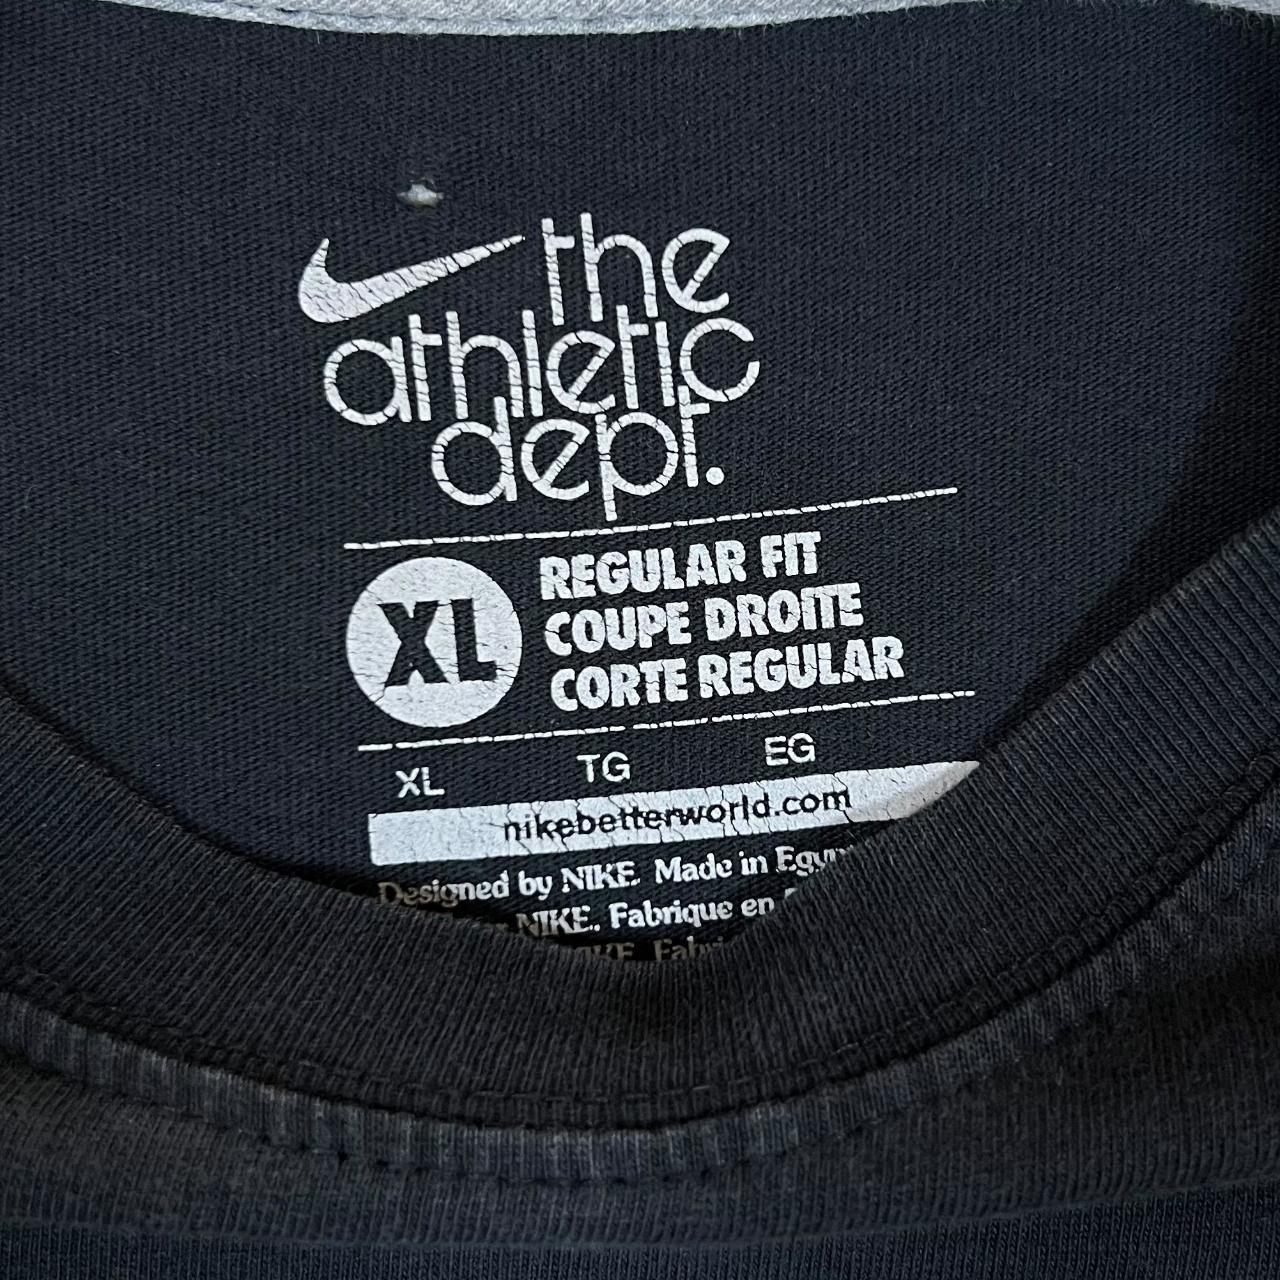 the
athletic
dept.
XL
REGULAR FIT
COUPE DROITE
CORTE REGULAR
XL TG EG
nikebetterworld.com
Designed by NIKE. Made in
NIKE. Fabrique en